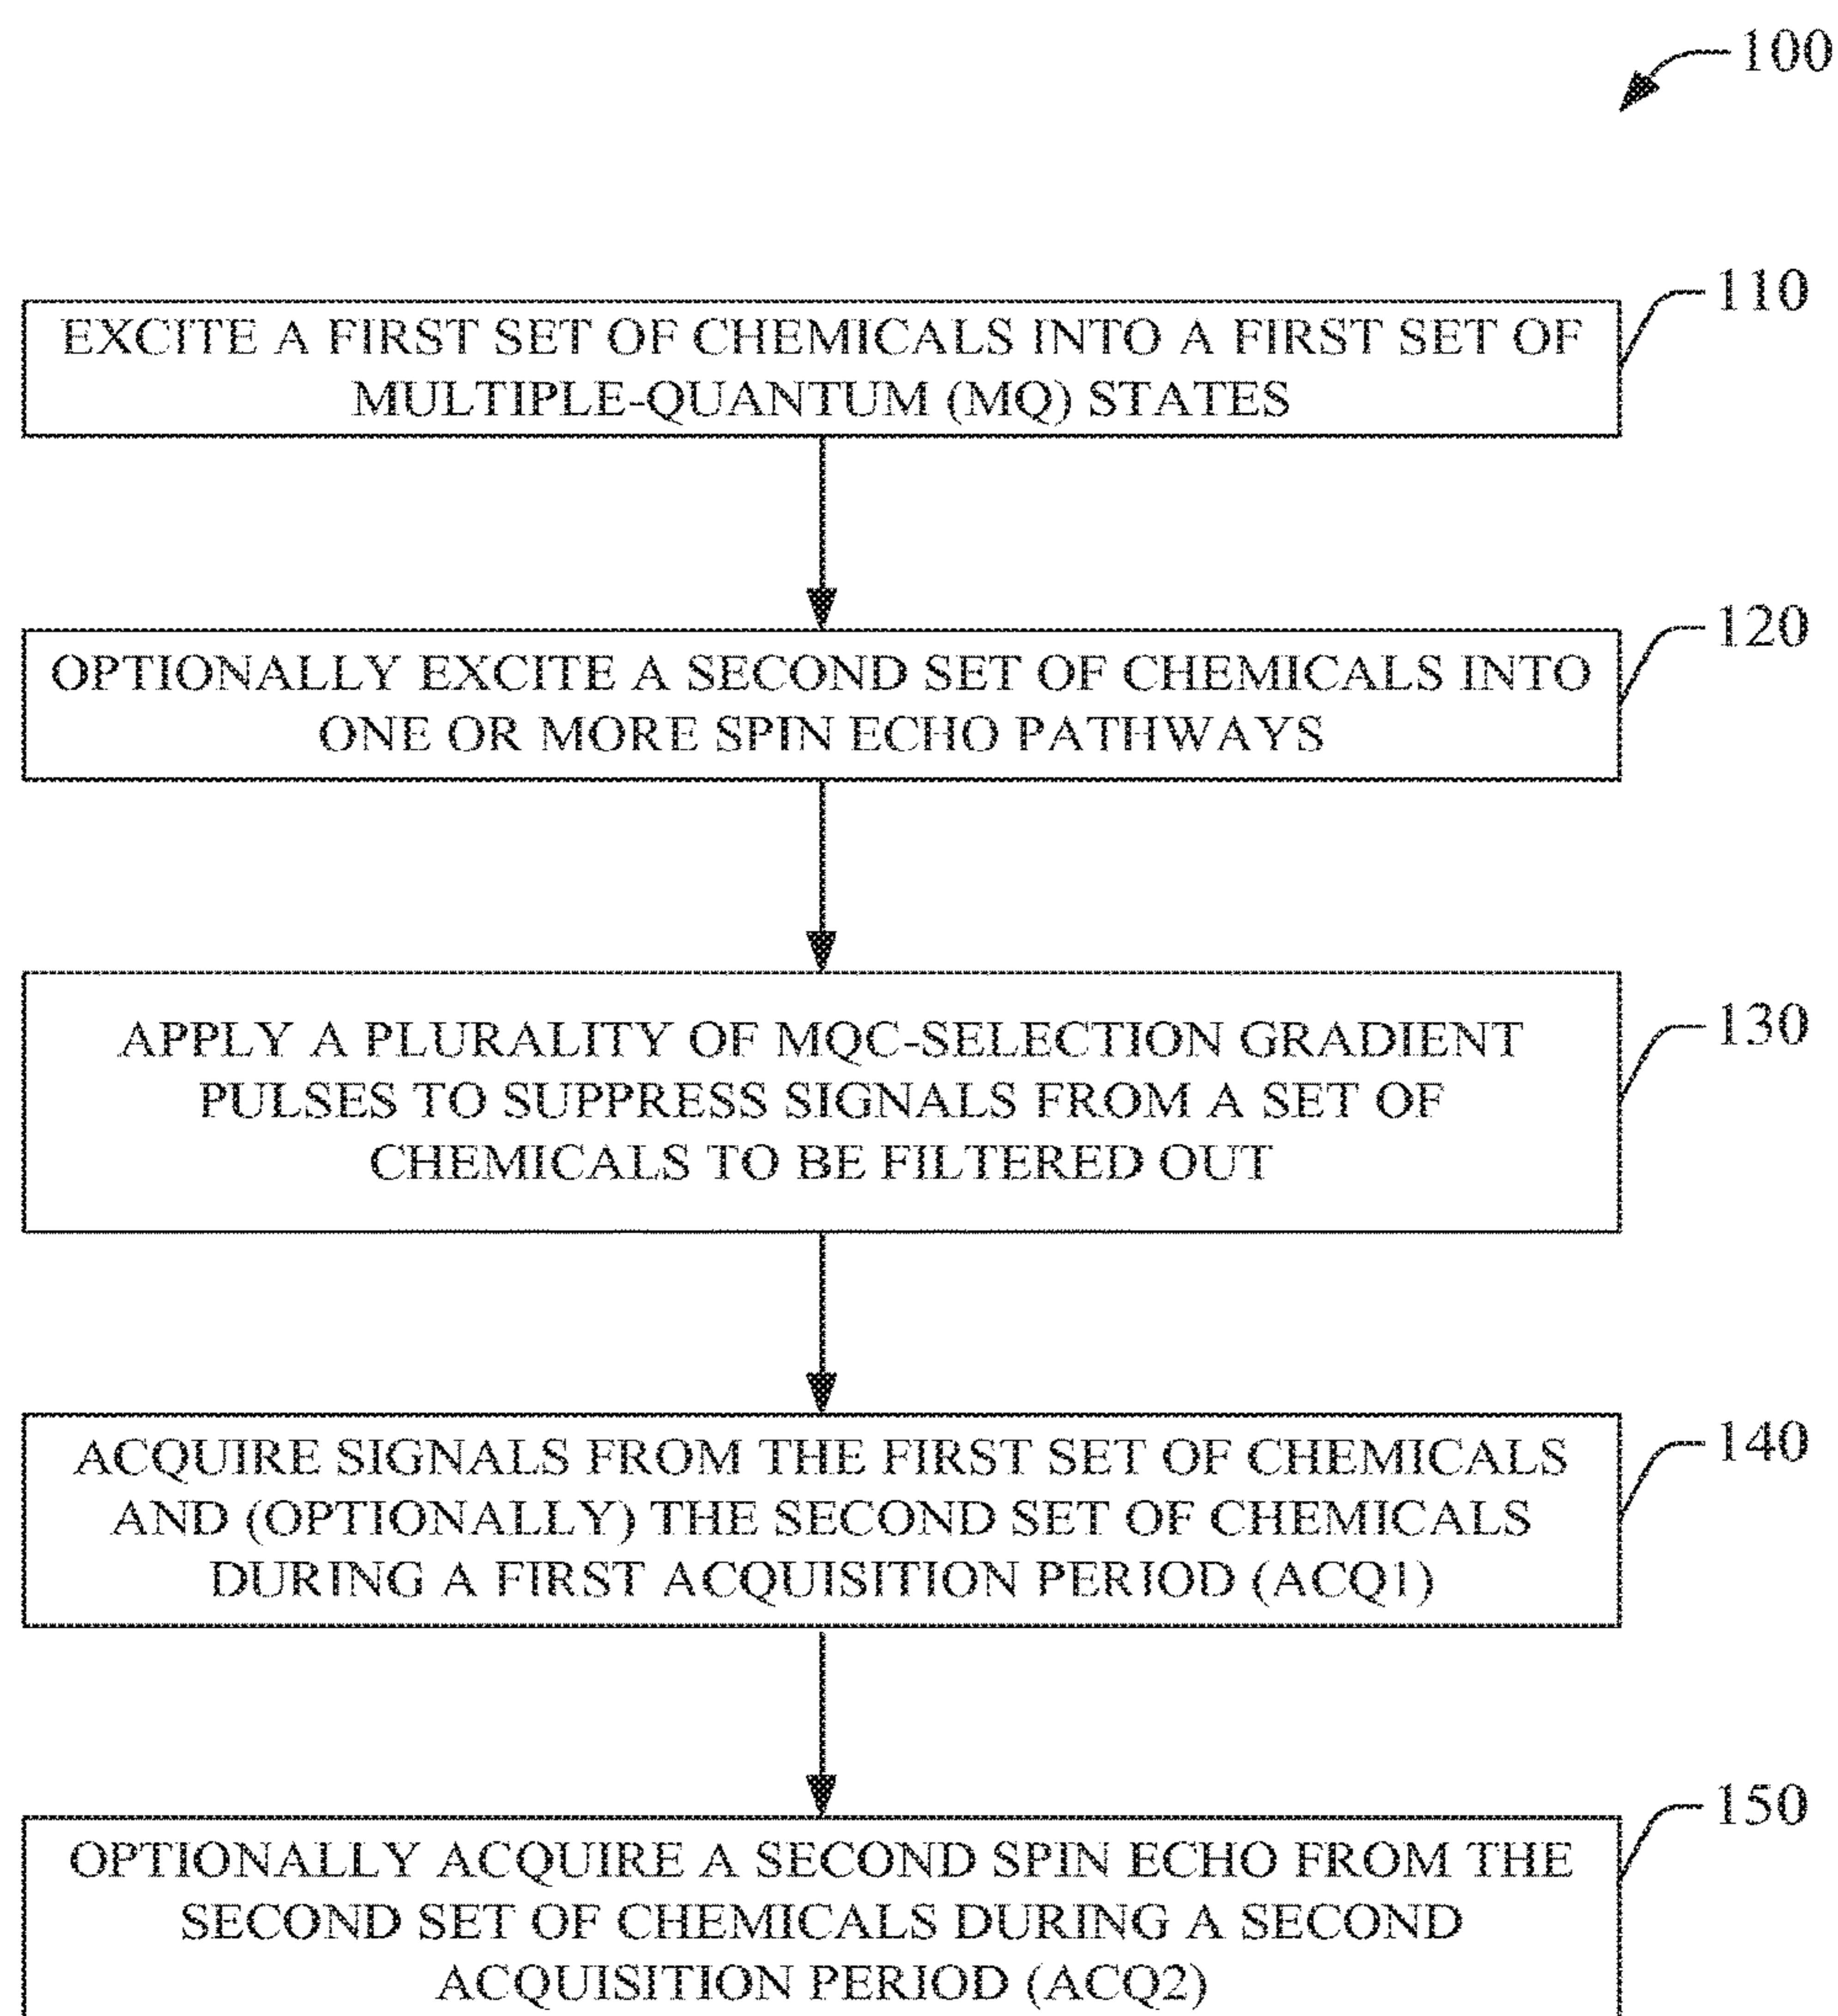 100
110
EXCITE A FIRST SET OF CHEMICALS INTO A FIRST SET OF
MULTIPLE-QUANTUM (MQ) STATES
120
OPTIONALLY EXCITE A SECOND SET OF CHEMICALS INTO
ONE OR MORE SPIN ECHO PATHWAYS
130
APPLY A PLURALITY OF MQC-SELECTION GRADIENT
PULSES TO SUPPRESS SIGNALS FROM A SET OF
CHEMICALS TO BE FILTERED OUT
140
ACQUIRE SIGNALS FROM THE FIRST SET OF CHEMICALS
AND (OPTIONALLY) THE SECOND SET OF CHEMICALS
DURING A FIRST ACQUISITION PERIOD (ACQ1)
150
OPTIONALLY ACQUIRE A SECOND SPIN ECHO FROM THE
SECOND SET OF CHEMICALS DURING A SECOND
ACQUISITION PERIOD (ACQ2)